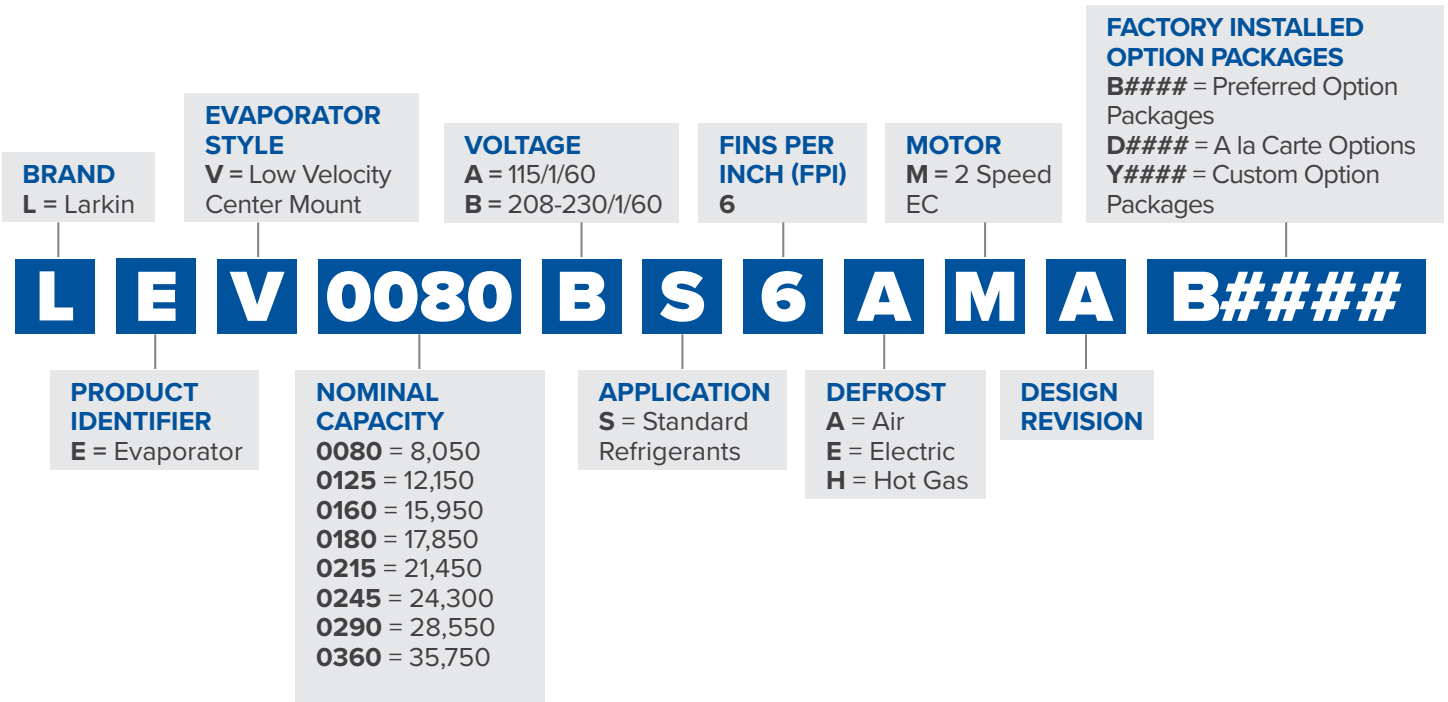 BRAND
L = Larkin
EVAPORATOR
STYLE
V = Low Velocity
Center Mount
VOLTAGE
A = 115/1/60
B = 208-230/1/60
FINS PER
INCH (FPI)
6
MOTOR
M = 2 Speed
EC
FACTORY INSTALLED
OPTION PACKAGES
B#### = Preferred Option
Packages
D#### = A la Carte Options
Y#### = Custom Option
Packages
L E V 0080 B S 6 A M A B####
PRODUCT
IDENTIFIER
E = Evaporator
NOMINAL
CAPACITY
0080 = 8,050
0125 = 12,150
0160 = 15,950
0180 = 17,850
0215 = 21,450
0245 = 24,300
0290 = 28,550
0360 = 35,750
APPLICATION
S = Standard
Refrigerants
DEFROST
A = Air
E = Electric
H = Hot Gas
DESIGN
REVISION